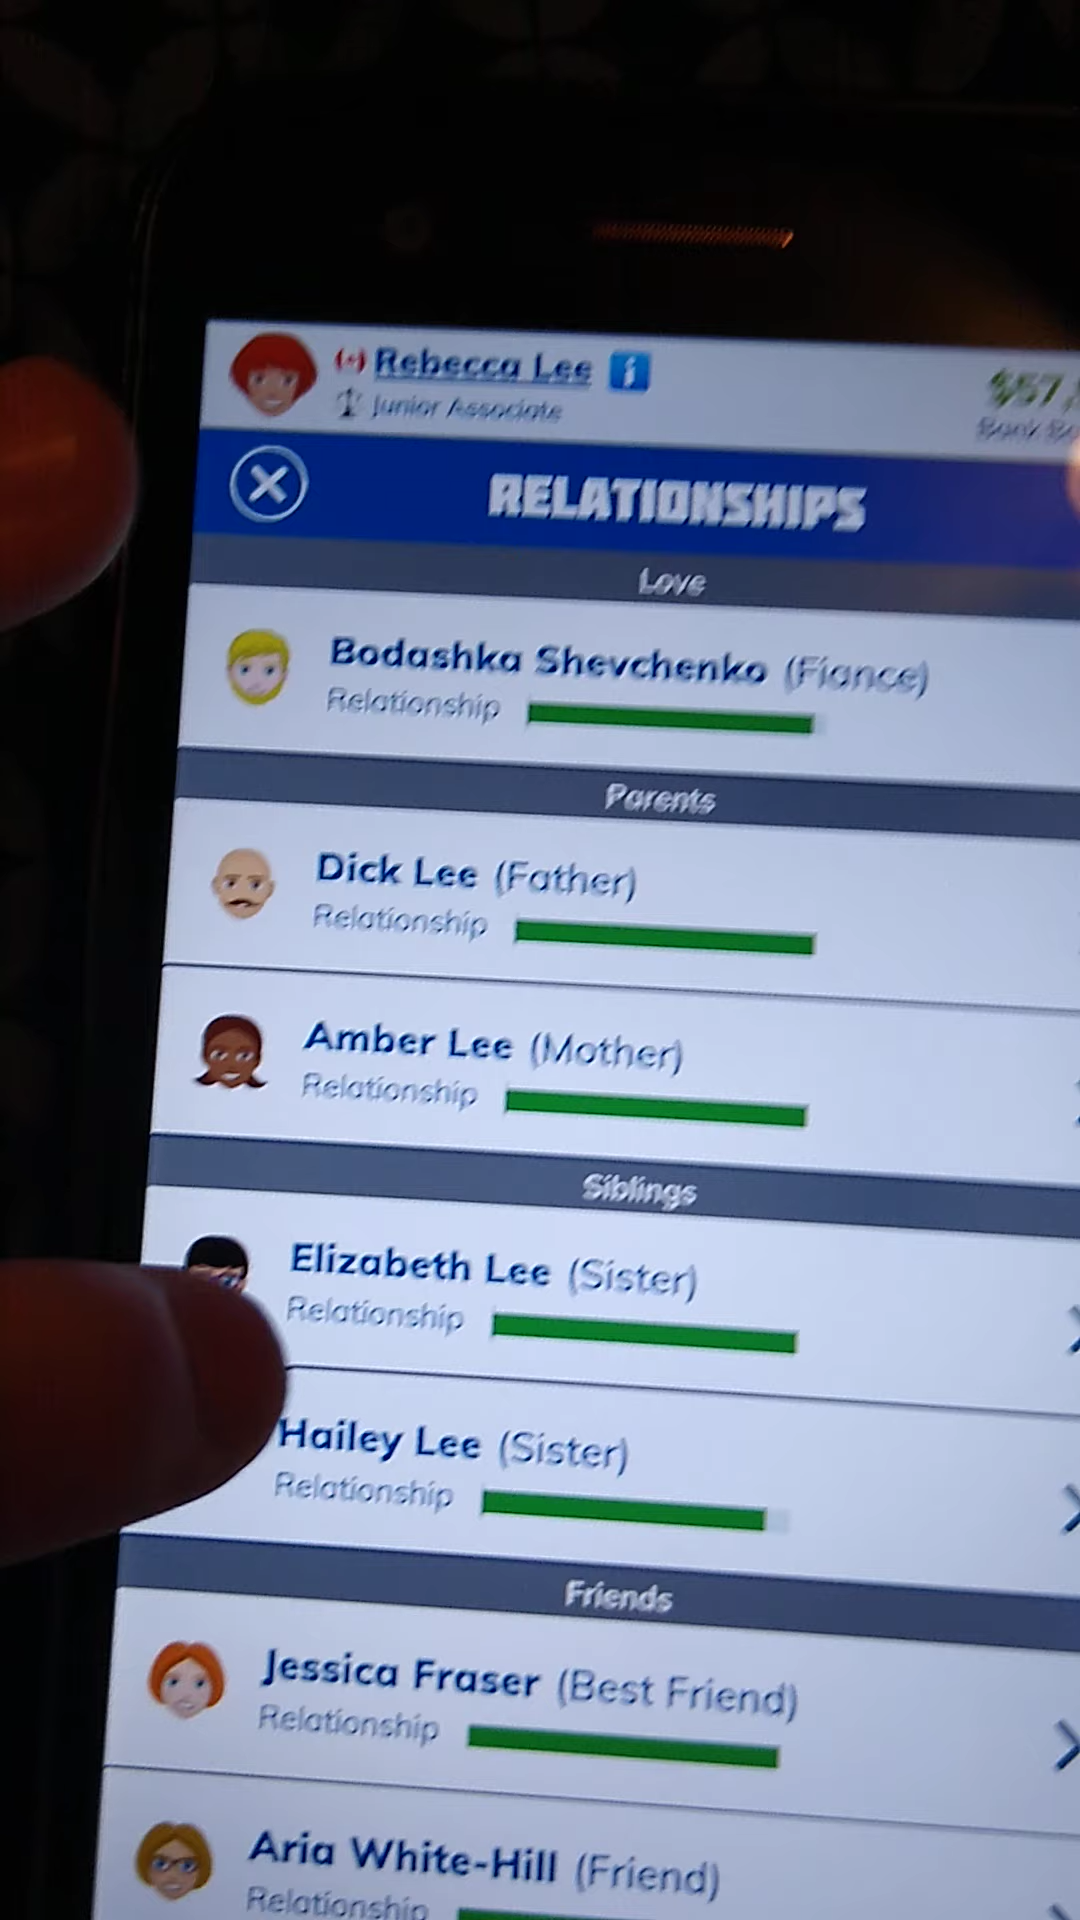 Rebecca Lee
Junior Associate
$57,
Bank
RELATIONSHIPS
Love
Bodashka Shevchenko (Fiance)
Relationship
Parents
Dick Lee (Father)
Relationship
Amber Lee (Mother)
Relationship
Siblings
Elizabeth Lee (Sister)
Relationship
Hailey Lee (Sister)
Relationship
Friends
Jessica Fraser (Best Friend)
Relationship
Aria White-Hill (Friend)
Relationship